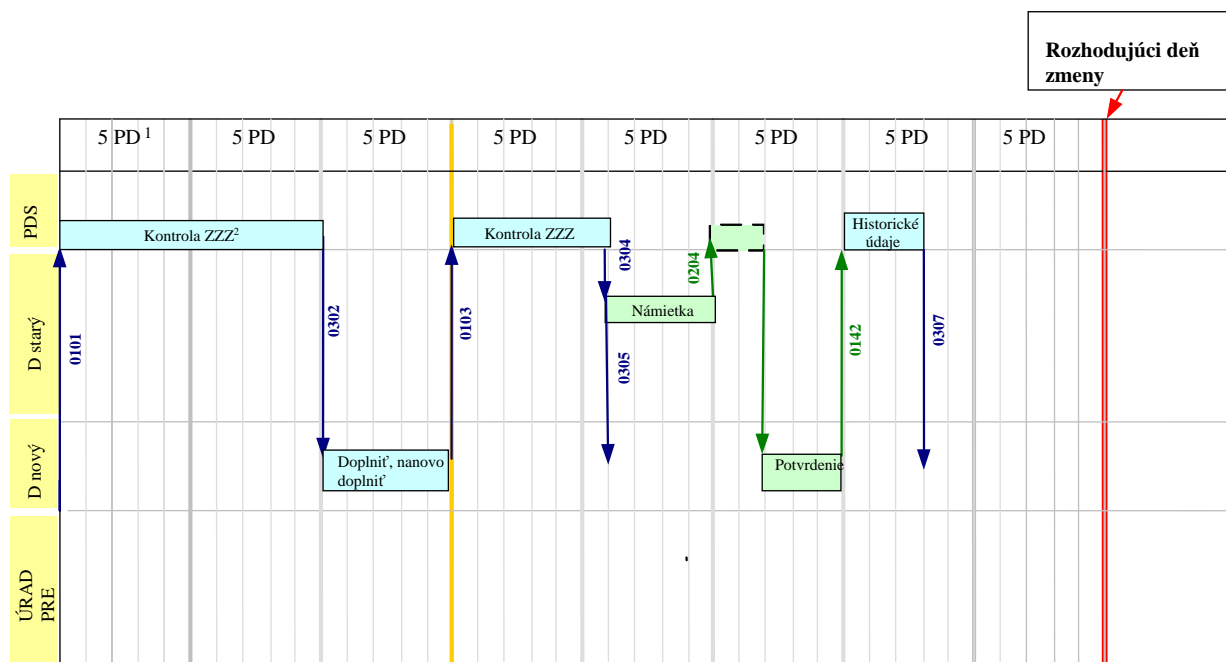 Rozhodujúci deň
zmeny
5 PD ¹ 5 PD 5 PD 5 PD 5 PD 5 PD 5 PD 5 PD
PDS
Kontrola ZZZ²
Kontrola ZZZ
Historické
údaje
D starý
0101
0302
0103
0304
0305
Námietka
0204
0142
0307
D nový
Doplniť, nanovo
doplniť
Potvrdenie
ÚRAD
PRE